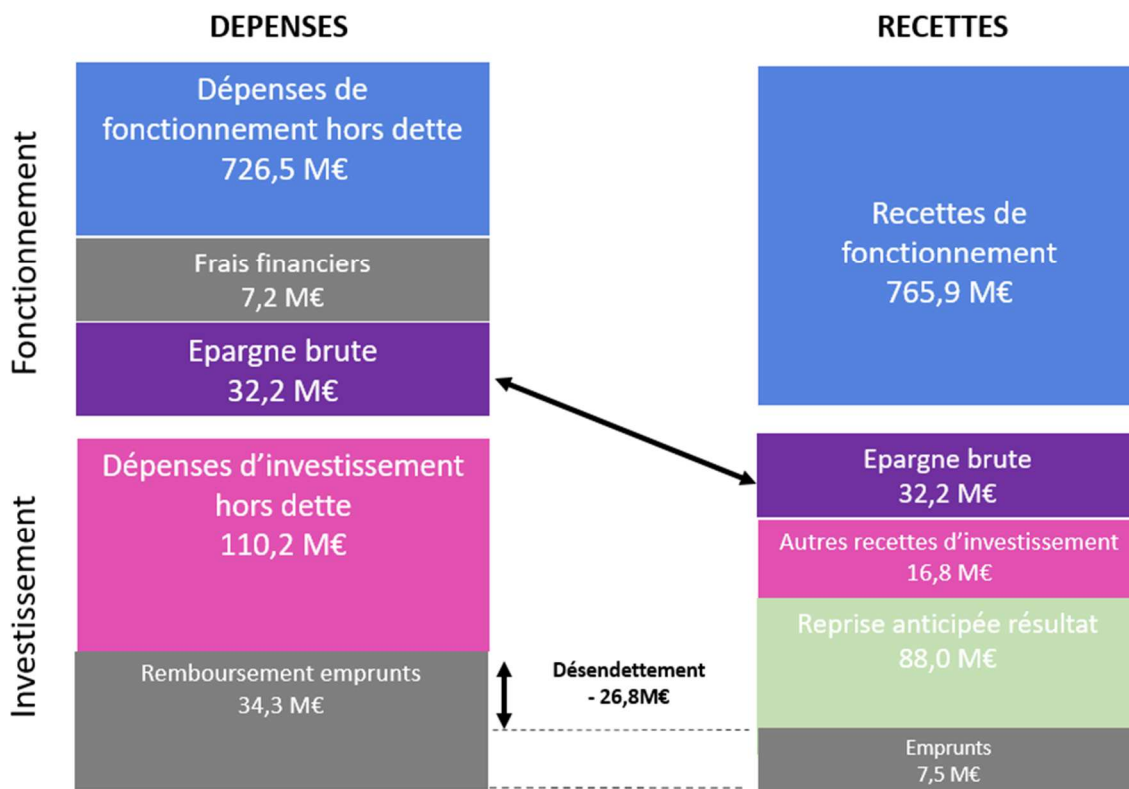 DEPENSES
RECETTES
Fonctionnement
Dépenses de
fonctionnement hors dette
726,5 M€
Frais financiers
7,2 M€
Epargne brute
32,2 M€
Recettes de
fonctionnement
765,9 M€
Investissement
Dépenses d’investissement
hors dette
110,2 M€
Remboursement emprunts
34,3 M€
Désendettement
- 26,8M€
Epargne brute
32,2 M€
Autres recettes d’investissement
16,8 M€
Reprise anticipée résultat
88,0 M€
Emprunts
7,5 M€